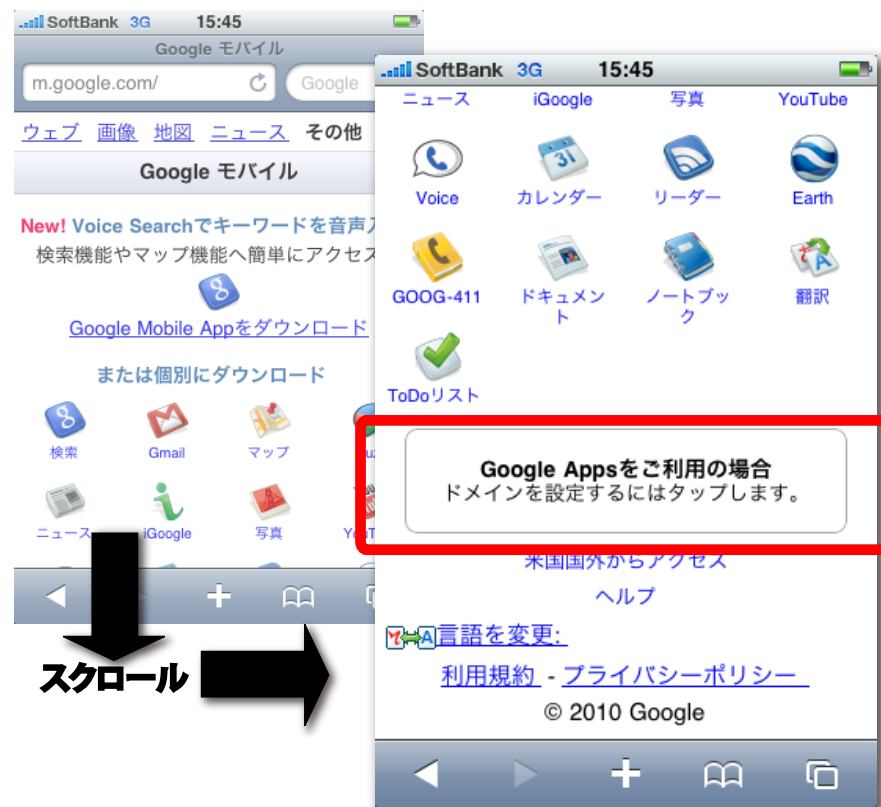 SoftBank 3G 15:45
Google モバイル
m.google.com/
Google
ウェブ 画像 地図 ニュース その他
Google モバイル
New! Voice Searchでキーワードを音声
検索機能やマップ機能へ簡単にアクセス
Google Mobile Appをダウンロード
または個別にダウンロード
検索 Gmail マップ
ニュース iGoogle 写真
スクロール
SoftBank 3G 15:45
ニュース iGoogle 写真 YouTube
Voice カレンダー リーダー Earth
GOOG-411 ドキュメン
ト ノートブッ
ク 翻訳
ToDoリスト
Google Appsをご利用の場合
ドメインを設定するにはタップします。
米国国外からアクセス
ヘルプ
言語を変更:
利用規約 - プライバシーポリシー
© 2010 Google